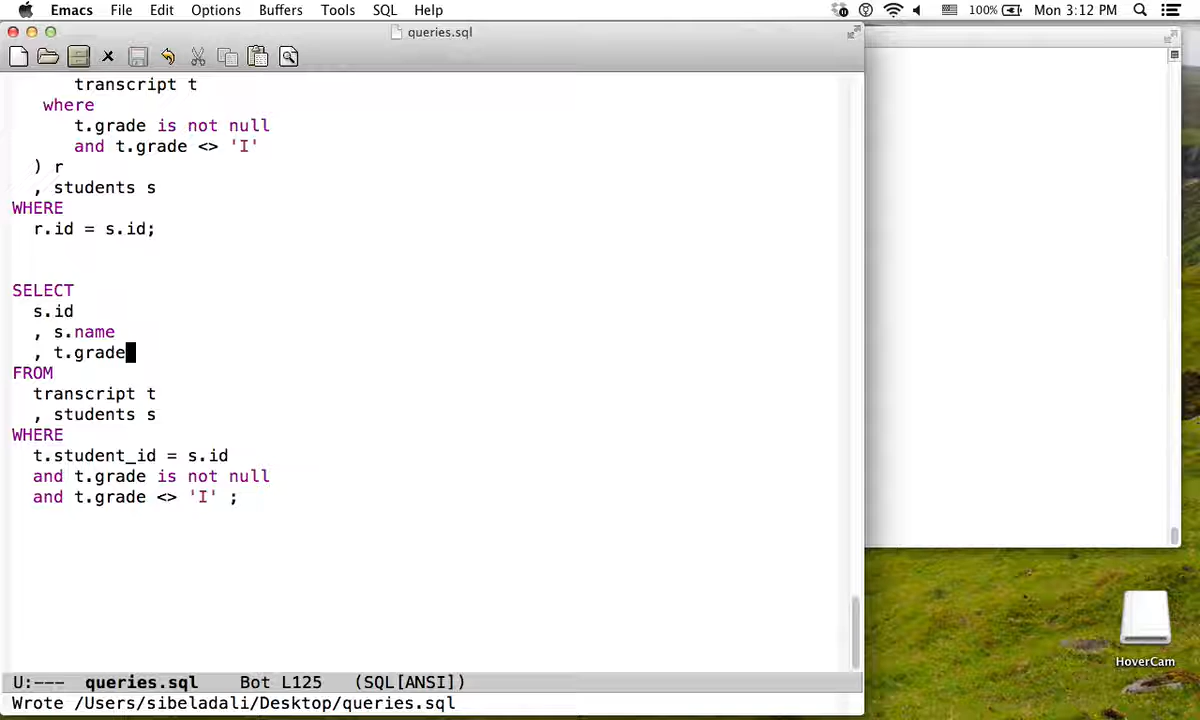 Emacs File Edit Options Buffers Tools SQL Help 100% Mon 3:12 PM
queries.sql
transcript t
where
t.grade is not null
and t.grade <> 'I'
) r
, students s
WHERE
r.id = s.id;
SELECT
s.id
, s.name
, t.grade
FROM
transcript t
, students s
WHERE
t.student_id = s.id
and t.grade is not null
and t.grade <> 'I' ;
HoverCam
U:--- queries.sql Bot L125 (SQL[ANSI])
Wrote /Users/sibeladali/Desktop/queries.sql